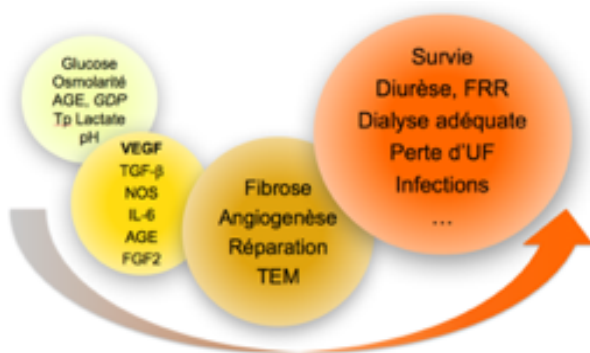 Glucose
Osmolarité
AGE, GDP
Tp Lactate
pH
VEGF
TGF-β
NOS
IL-6
AGE
FGF2
Fibrose
Angiogenèse
Réparation
TEM
Survie
Diurèse, FRR
Dialyse adéquate
Perte d'UF
Infections
...